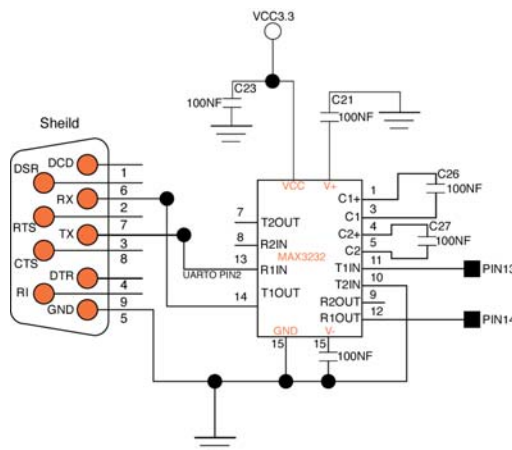 VCC3.3
C23
100NF
C21
100NF
Sheild
DCD
DSR
RX
RTS
TX
CTS
DTR
RI
GND
1
6
2
7
3
8
4
9
5
VCC
V+
MAX3232
7
T2OUT
8
R2IN
13
R1IN
UARTO PIN2
14
T1OUT
GND
V-
15
15
100NF
1
C1+
C26
100NF
3
C1
4
C2+
C27
100NF
5
C2
11
T1IN
PIN13
10
T2IN
9
R2OUT
12
R1OUT
PIN14